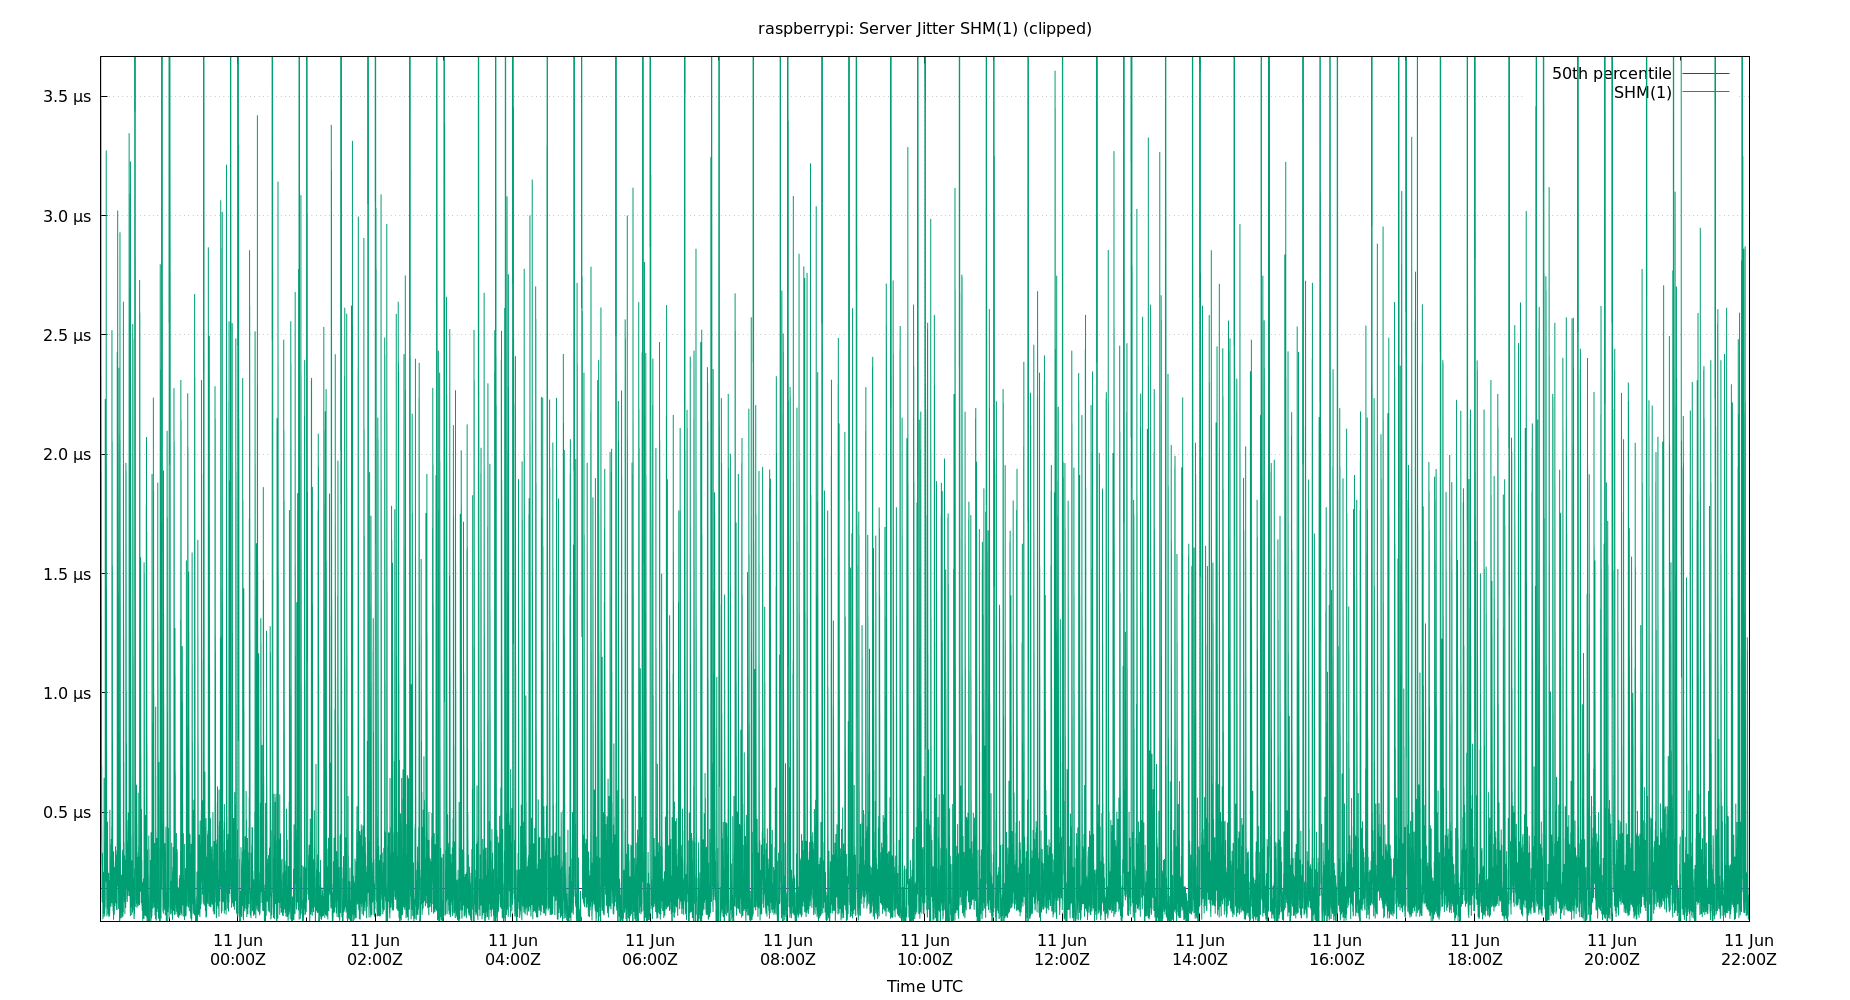 raspberrypi: Server Jitter SHM(1) (clipped)
50th percentile
SHM(1)
3.5 µs
3.0 µs
2.5 µs
2.0 µs
1.5 µs
1.0 µs
0.5 µs
11 Jun 11 Jun 11 Jun 11 Jun 11 Jun 11 Jun 11 Jun 11 Jun 11 Jun 11 Jun 11 Jun 11 Jun
00:00Z 02:00Z 04:00Z 06:00Z 08:00Z 10:00Z 12:00Z 14:00Z 16:00Z 18:00Z 20:00Z 22:00Z
Time UTC